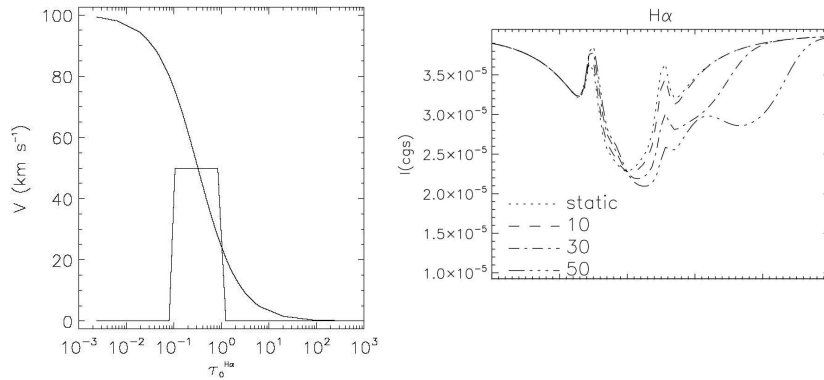 V (km s⁻¹)
100
80
60
40
20
0
10⁻³ 10⁻² 10⁻¹ 10⁰ 10¹ 10² 10³
τ₀ᴴᵅ
Hα
I(cgs)
3.5×10⁻⁵
3.0×10⁻⁵
2.5×10⁻⁵
2.0×10⁻⁵
1.5×10⁻⁵
1.0×10⁻⁵
static
10
30
50